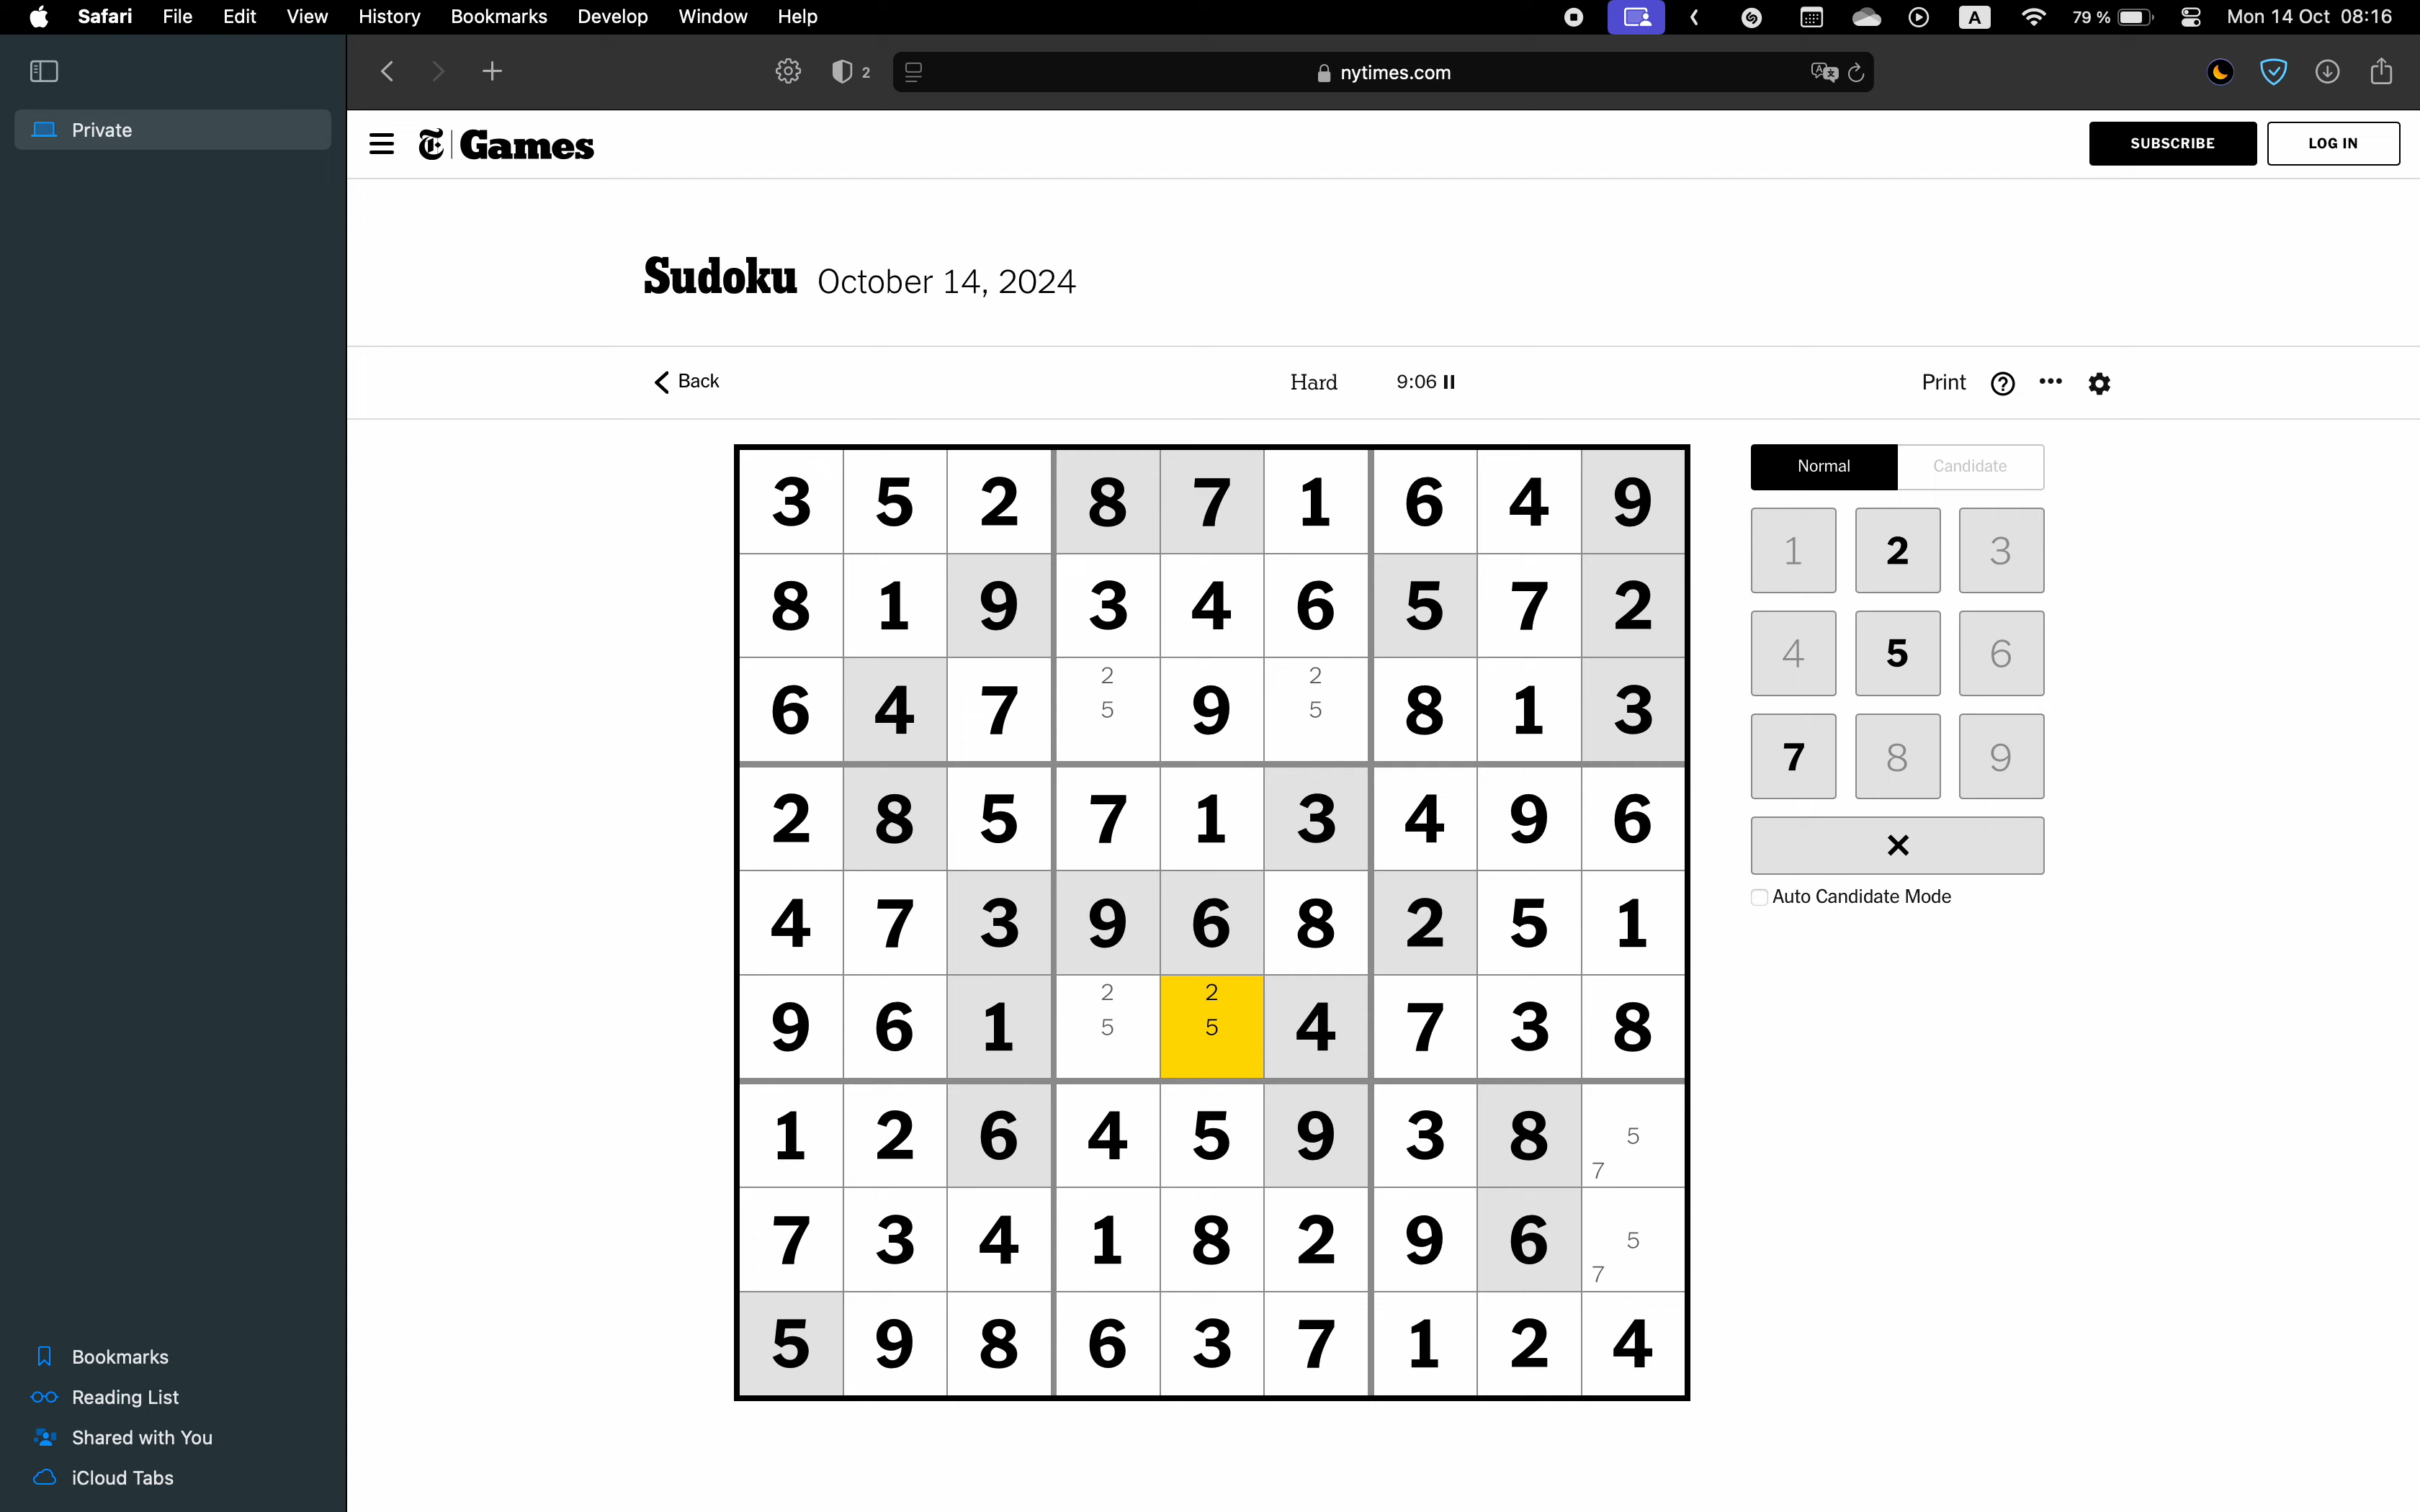 Safari File Edit View History Bookmarks Develop Window Help A 79 % Mon 14 Oct 08:16
2 nytimes.com
Private
T Games SUBSCRIBE LOG IN
Sudoku October 14, 2024
Back Hard 9:06 Print ? •••
Normal Candidate
3 5 2 8 7 1 6 4 9
8 1 9 3 4 6 5 7 2
6 4 7 2 5 9 2 5 8 1 3
2 8 5 7 1 3 4 9 6
4 7 3 9 6 8 2 5 1
9 6 1 2 5 2 5 4 7 3 8
1 2 6 4 5 9 3 8 5 7
7 3 4 1 8 2 9 6 5 7
5 9 8 6 3 7 1 2 4
1 2 3
4 5 6
7 8 9
✕
Auto Candidate Mode
Bookmarks
Reading List
Shared with You
iCloud Tabs